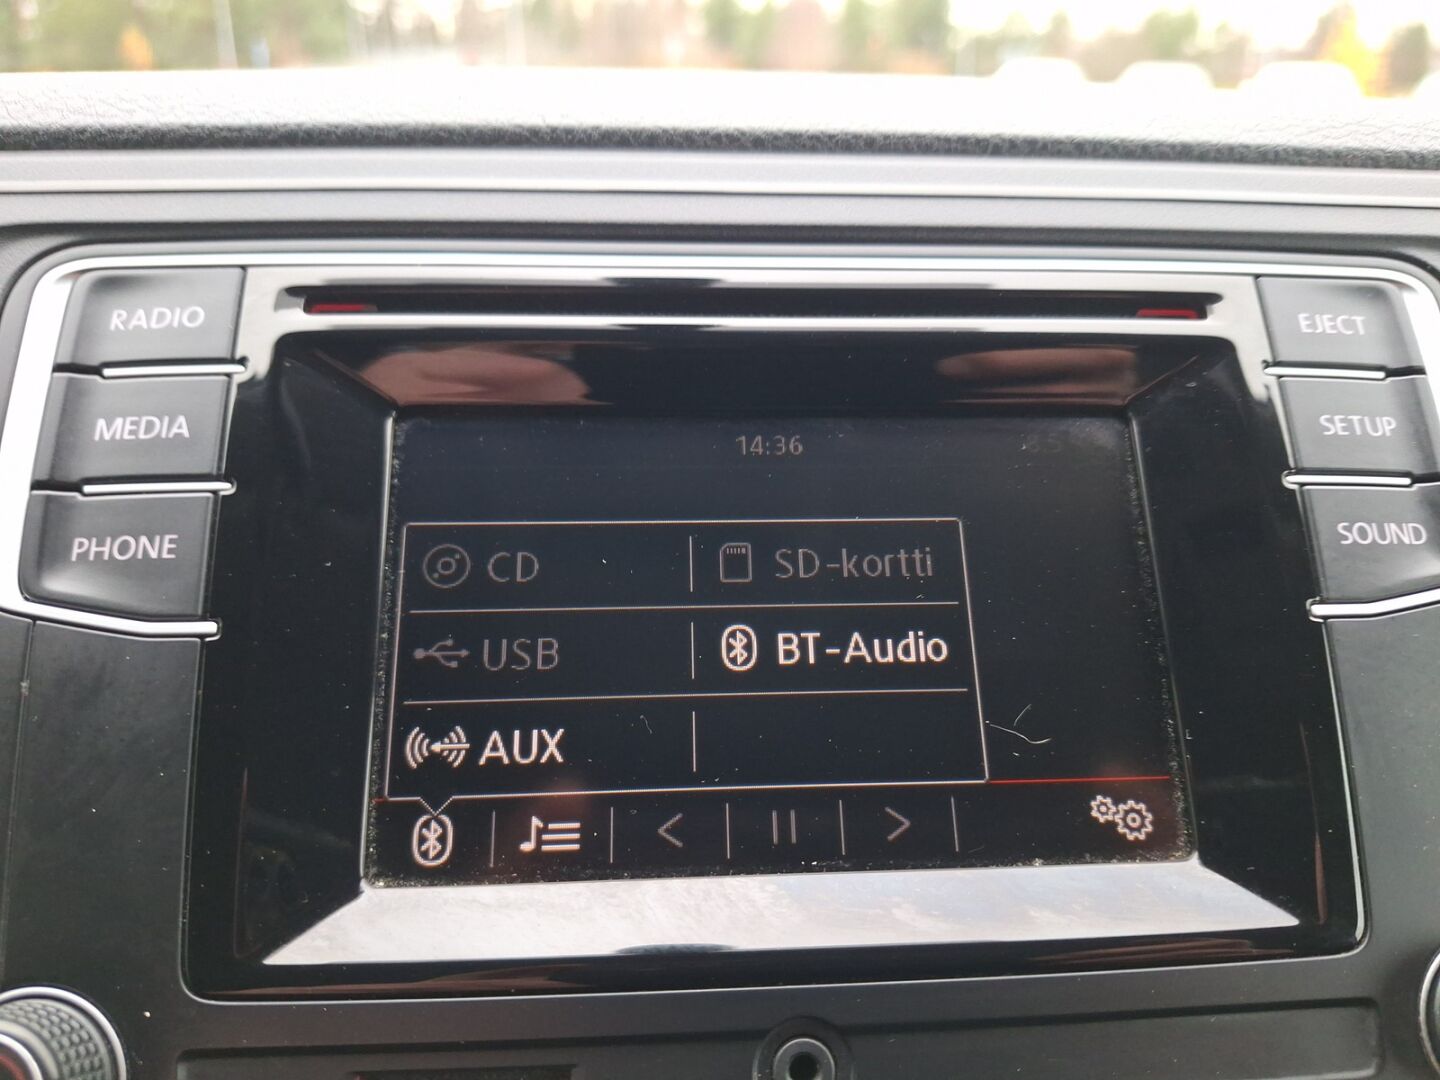 RADIO
MEDIA
PHONE
EJECT
SETUP
SOUND
14:36
CD
SD-kortti
USB
BT-Audio
AUX